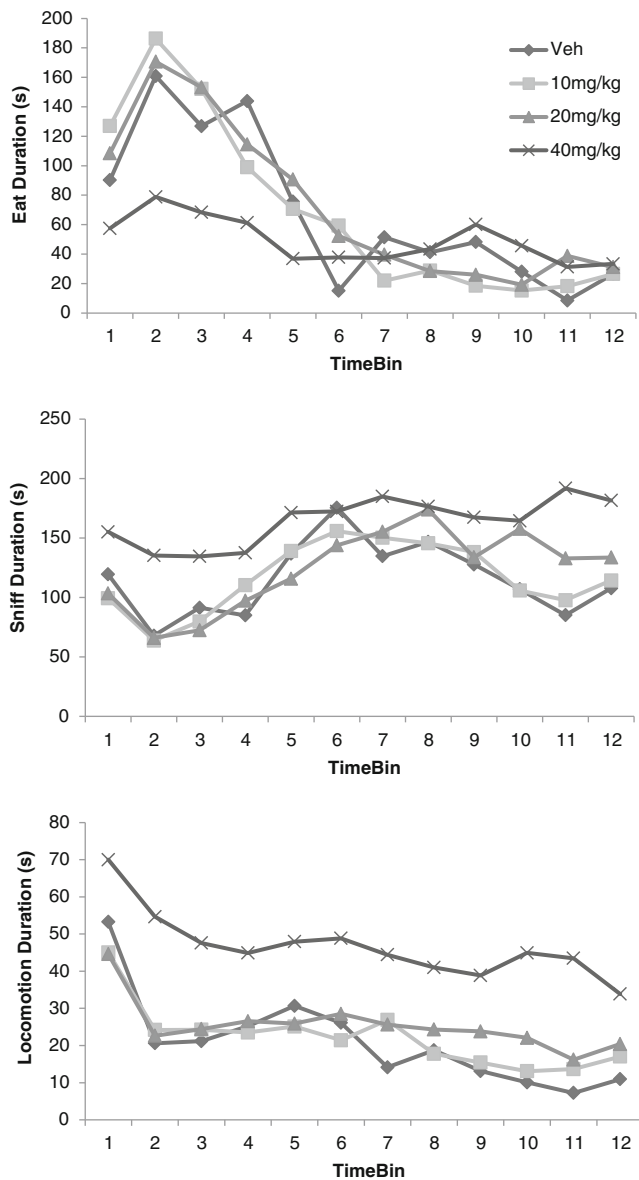 Eat Duration (s)
200
180
160
140
120
100
80
60
40
20
0
Veh
10mg/kg
20mg/kg
40mg/kg
1 2 3 4 5 6 7 8 9 10 11 12
TimeBin
Sniff Duration (s)
250
200
150
100
50
0
1 2 3 4 5 6 7 8 9 10 11 12
TimeBin
Locomotion Duration (s)
80
70
60
50
40
30
20
10
0
1 2 3 4 5 6 7 8 9 10 11 12
TimeBin